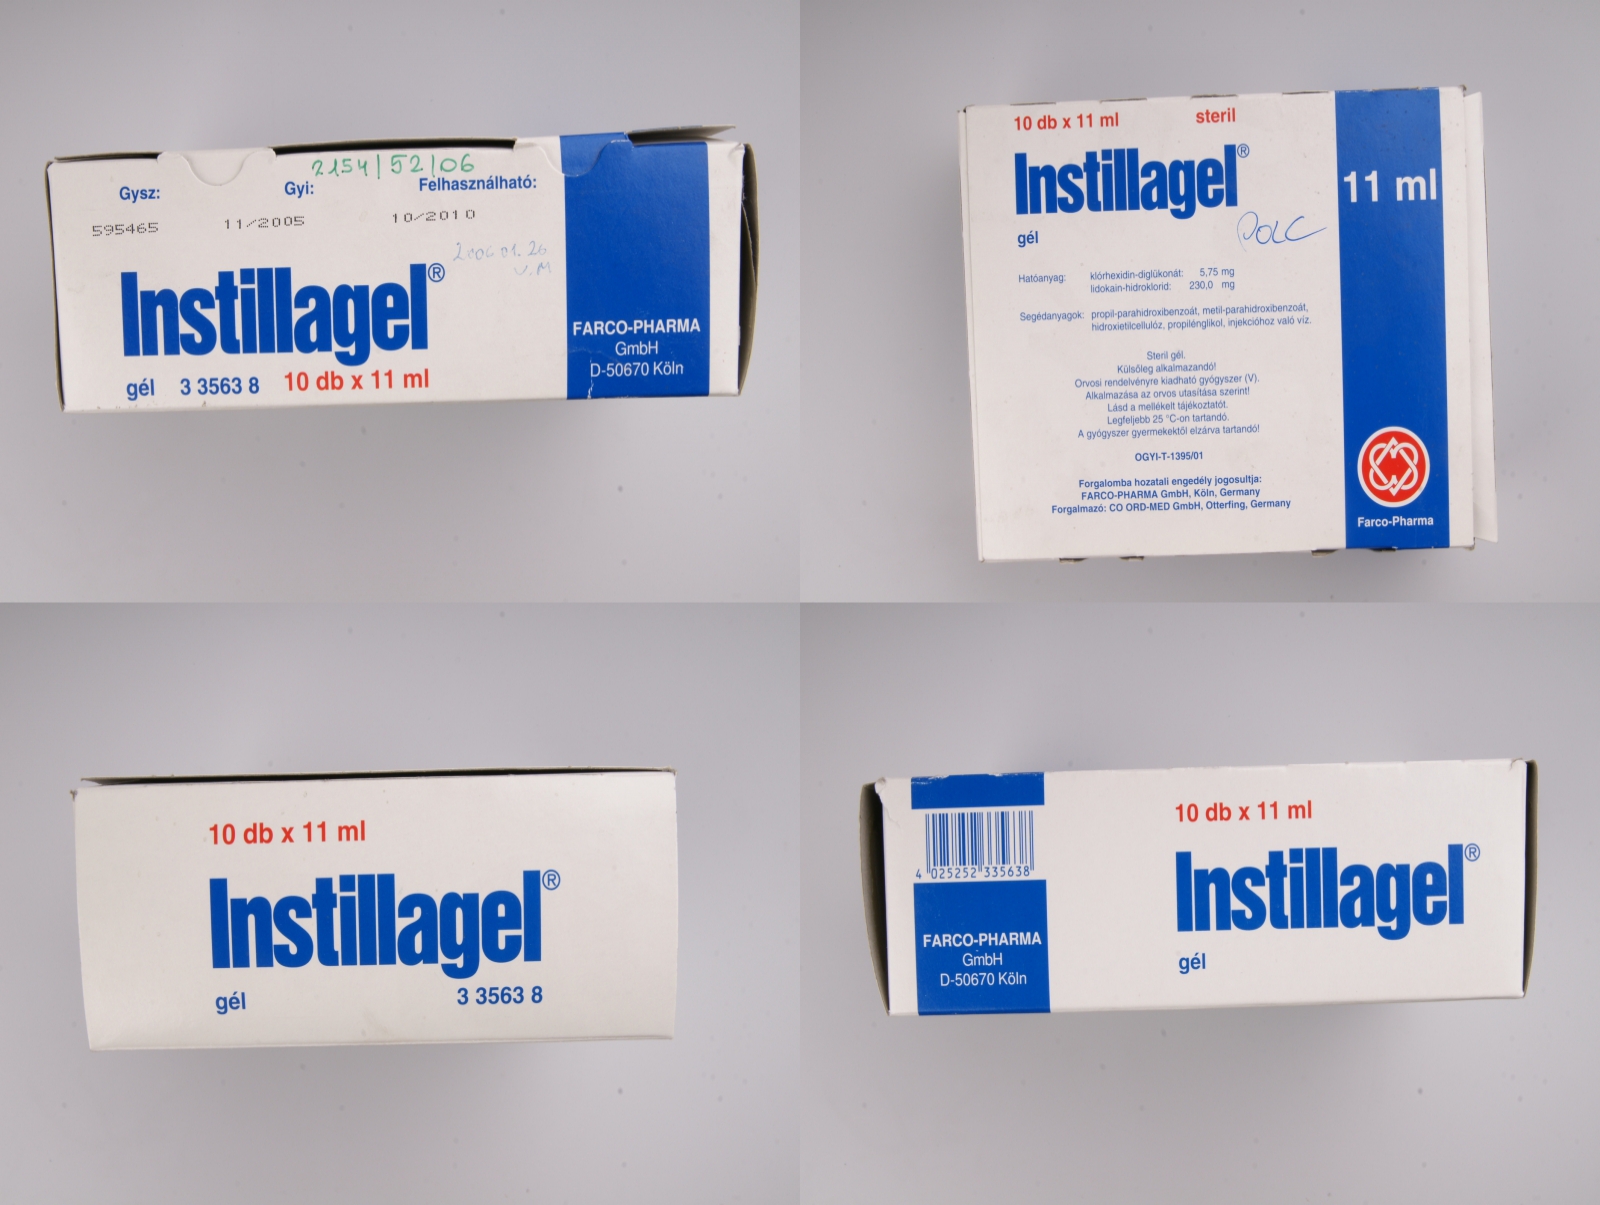 2154/52/06
Gysz: Gyi: Felhasználható:
595465 11/2005 10/2010
2006 01. 26
V.M
Instillagel®
gél 3 3563 8 10 db x 11 ml
FARCO-PHARMA
GmbH
D-50670 Köln
10 db x 11 ml steril
Instillagel®
11 ml
POLC
gél
Hatóanyag: klórhexidin-diglükonát: 5,75 mg
lidokain-hidroklorid: 230,0 mg
Segédanyagok: propil-parahidroxibenzoát, metil-parahidroxibenzoát,
hidroxietilcellulóz, propilénglikol, injekcióhoz való víz.
Steril gél.
Külsőleg alkalmazandó!
Orvosi rendelvényre kiadható gyógyszer (V).
Alkalmazása az orvos utasítása szerint!
Lásd a mellékelt tájékoztatót.
Legfeljebb 25 °C-on tartandó.
A gyógyszer gyermekektől elzárva tartandó!
OGYI-T-1395/01
Forgalomba hozatali engedély jogosultja:
FARCO-PHARMA GmbH, Köln, Germany
Forgalmazó: CO ORD-MED GmbH, Otterfing, Germany
Farco-Pharma
10 db x 11 ml
Instillagel®
gél 3 3563 8
4 025252 335638
FARCO-PHARMA
GmbH
D-50670 Köln
10 db x 11 ml
Instillagel®
gél